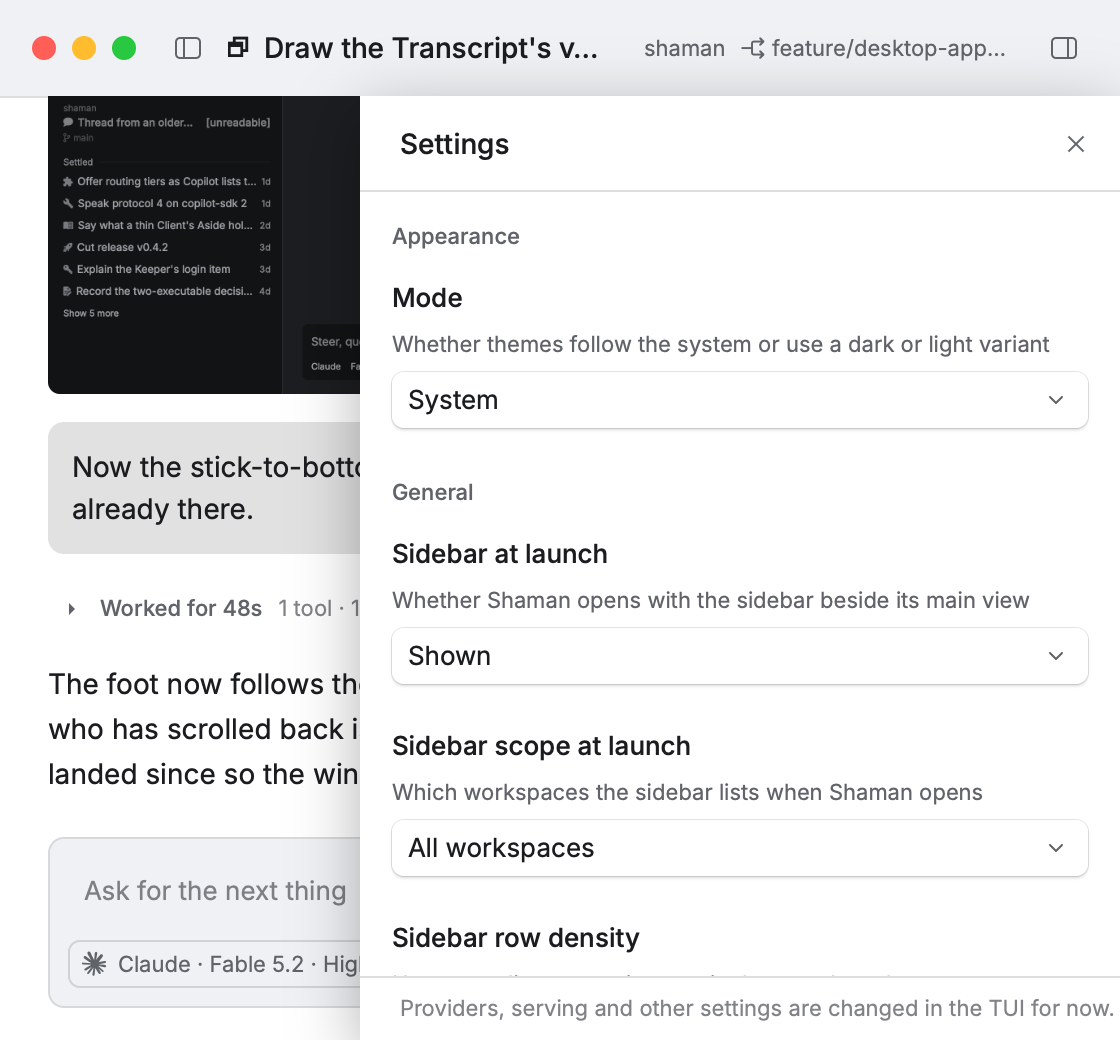 Draw the Transcript's v...
shaman
feature/desktop-app...
shaman
Thread from an older... [unreadable]
main
Settled
Offer routing tiers as Copilot lists t... 1d
Speak protocol 4 on copilot-sdk 2 1d
Say what a thin Client's Aside hol... 2d
Cut release v0.4.2 3d
Explain the Keeper's login item 3d
Record the two-executable decisi... 4d
Show 5 more
Steer, qu
Claude Fa
Now the stick-to-botto
already there.
Worked for 48s 1 tool · 1
The foot now follows the
who has scrolled back i
landed since so the win
Ask for the next thing
Claude · Fable 5.2 · High
Settings
Appearance
Mode
Whether themes follow the system or use a dark or light variant
System
General
Sidebar at launch
Whether Shaman opens with the sidebar beside its main view
Shown
Sidebar scope at launch
Which workspaces the sidebar lists when Shaman opens
All workspaces
Sidebar row density
Providers, serving and other settings are changed in the TUI for now.